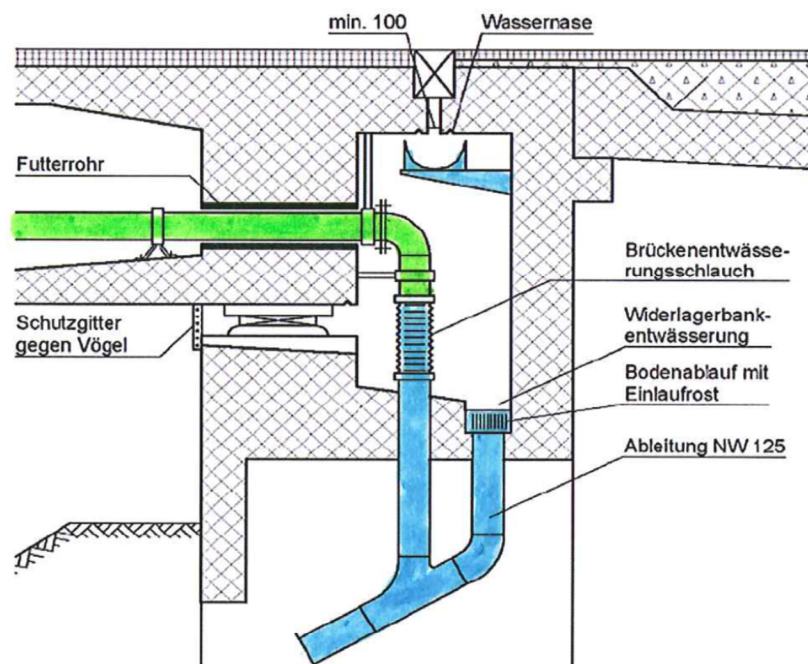 min. 100
Wassernase
Futterrohr
Brückenentwässe-
rungsschlauch
Schutzgitter
gegen Vögel
Widerlagerbank-
entwässerung
Bodenablauf mit
Einlaufrost
Ableitung NW 125